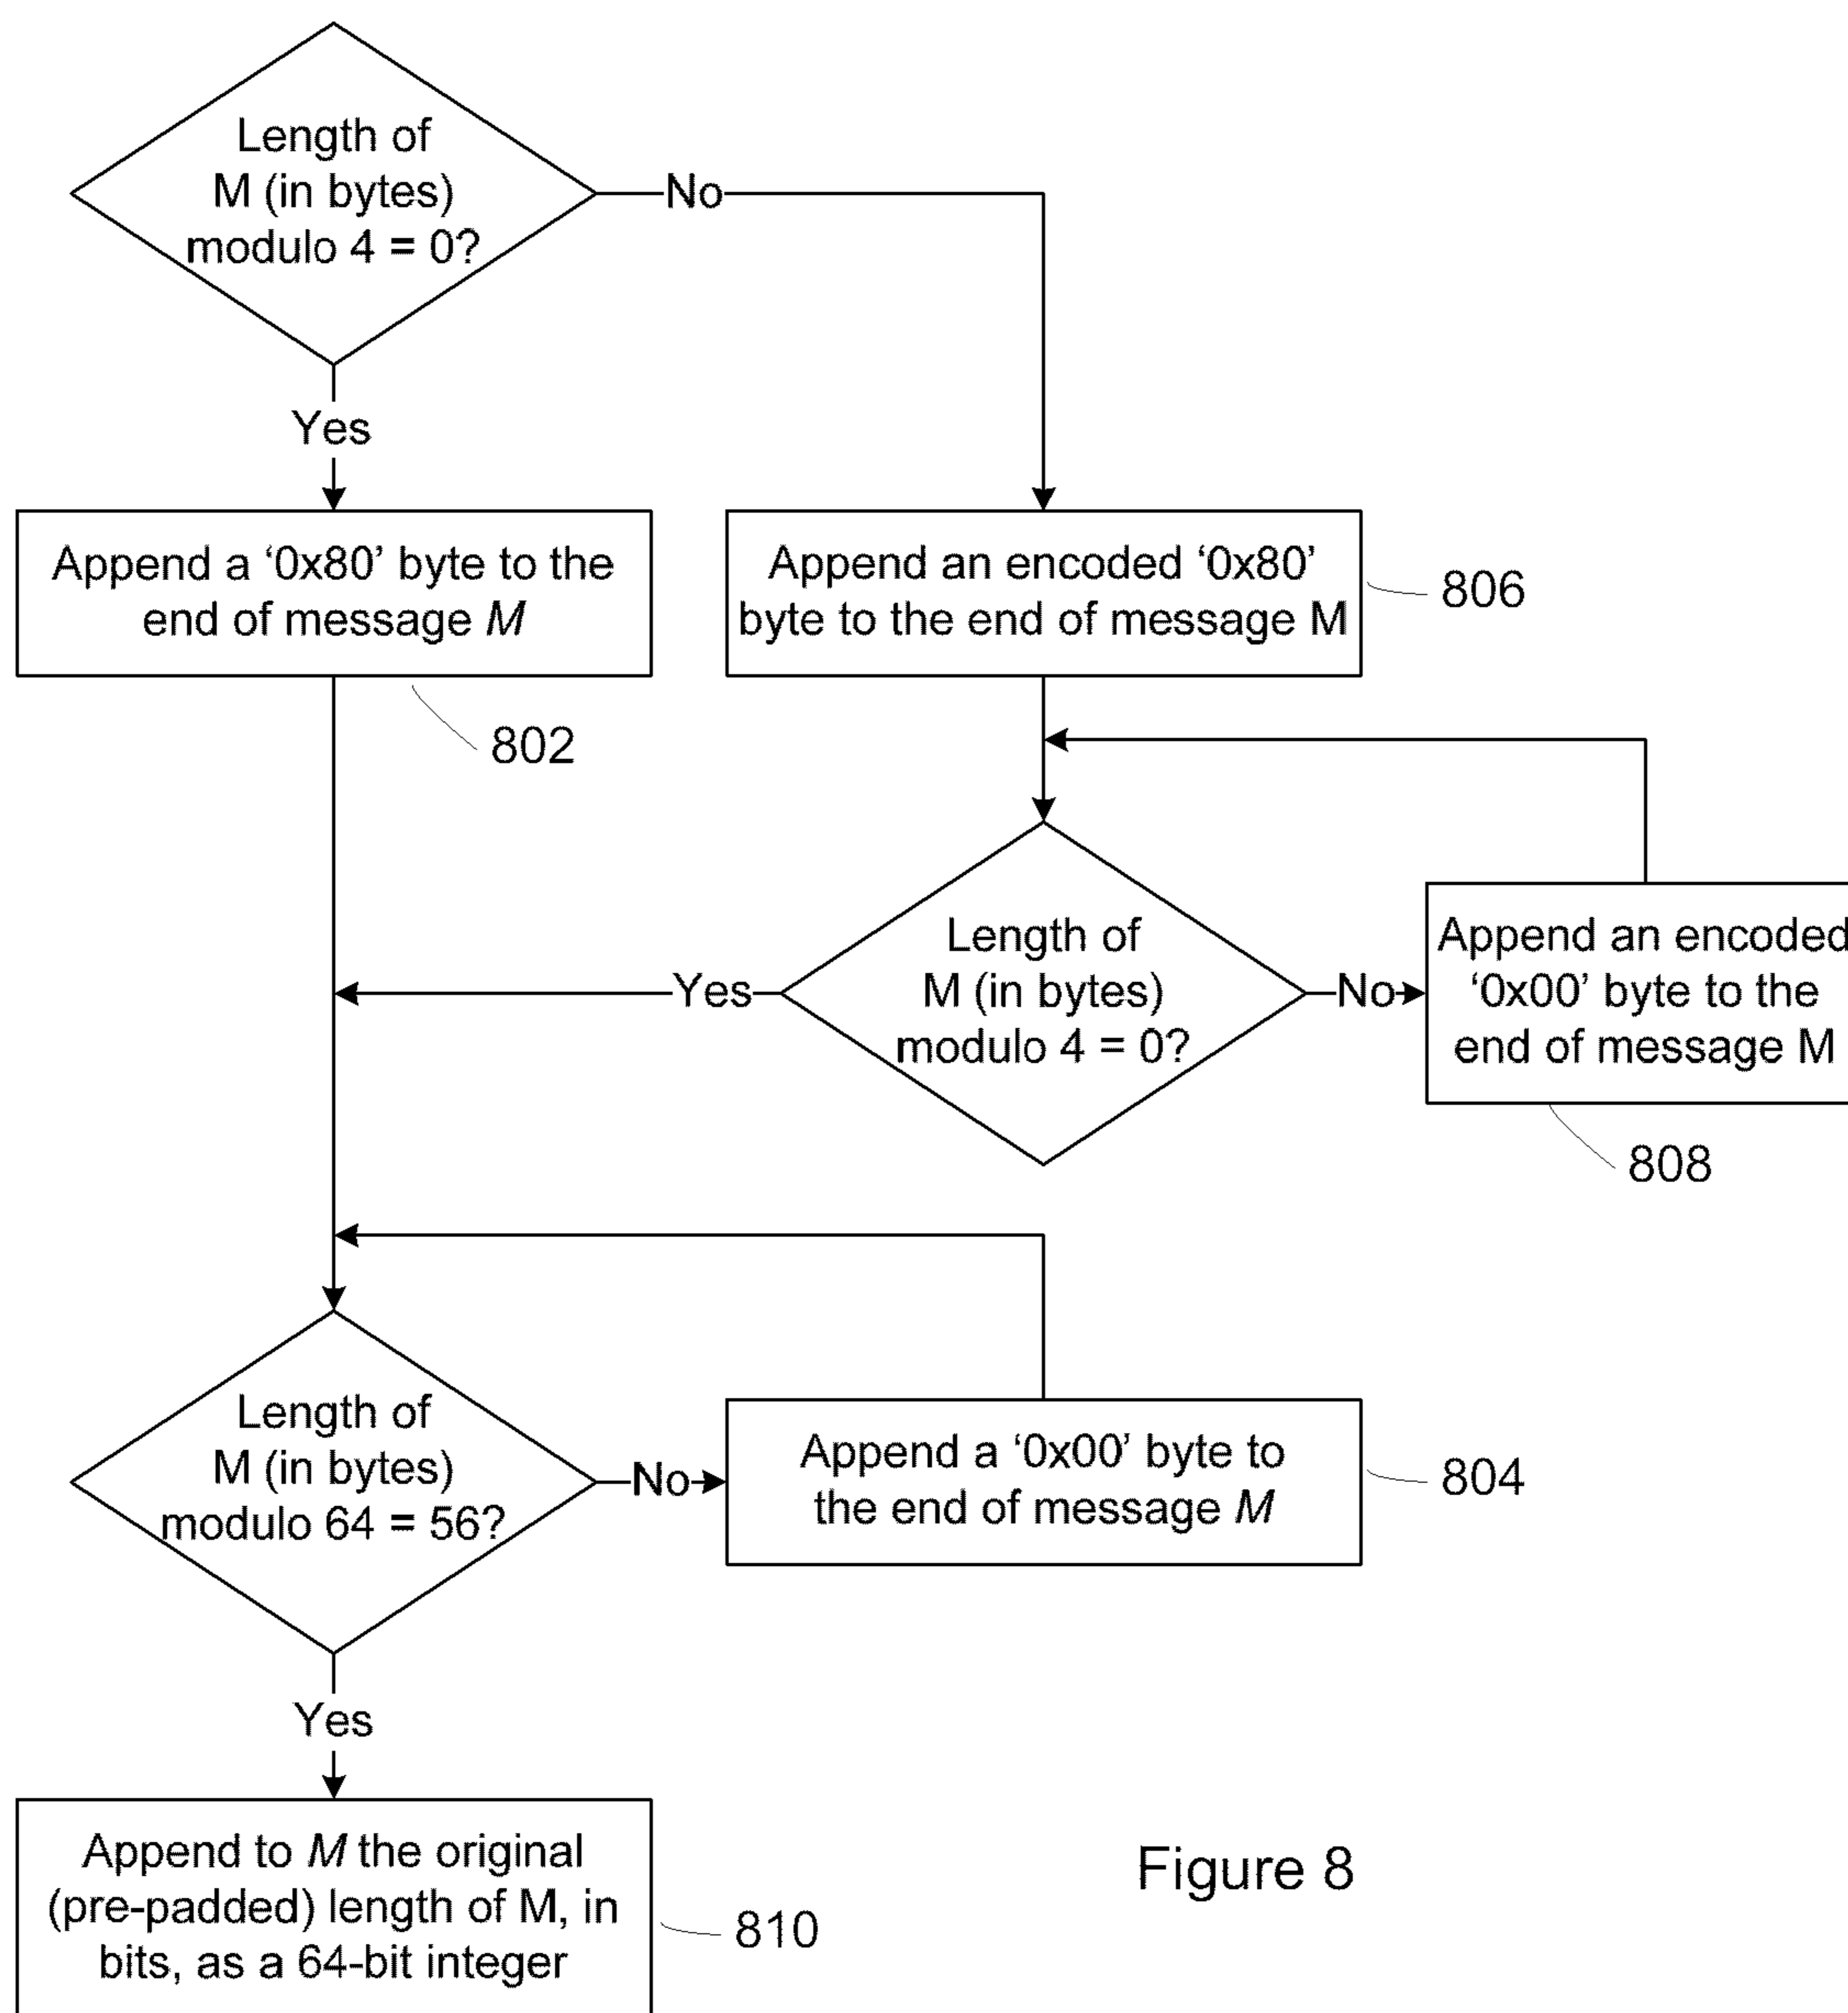 Length of
M (in bytes)
modulo 4 = 0?
No
Yes
Append a ‘0x80’ byte to the
end of message M
802
Append an encoded ‘0x80’
byte to the end of message M
806
Length of
M (in bytes)
modulo 4 = 0?
Yes
No
Append an encoded
‘0x00’ byte to the
end of message M
808
Length of
M (in bytes)
modulo 64 = 56?
No
Append a ‘0x00’ byte to
the end of message M
804
Yes
Append to M the original
(pre-padded) length of M, in
bits, as a 64-bit integer
810
Figure 8